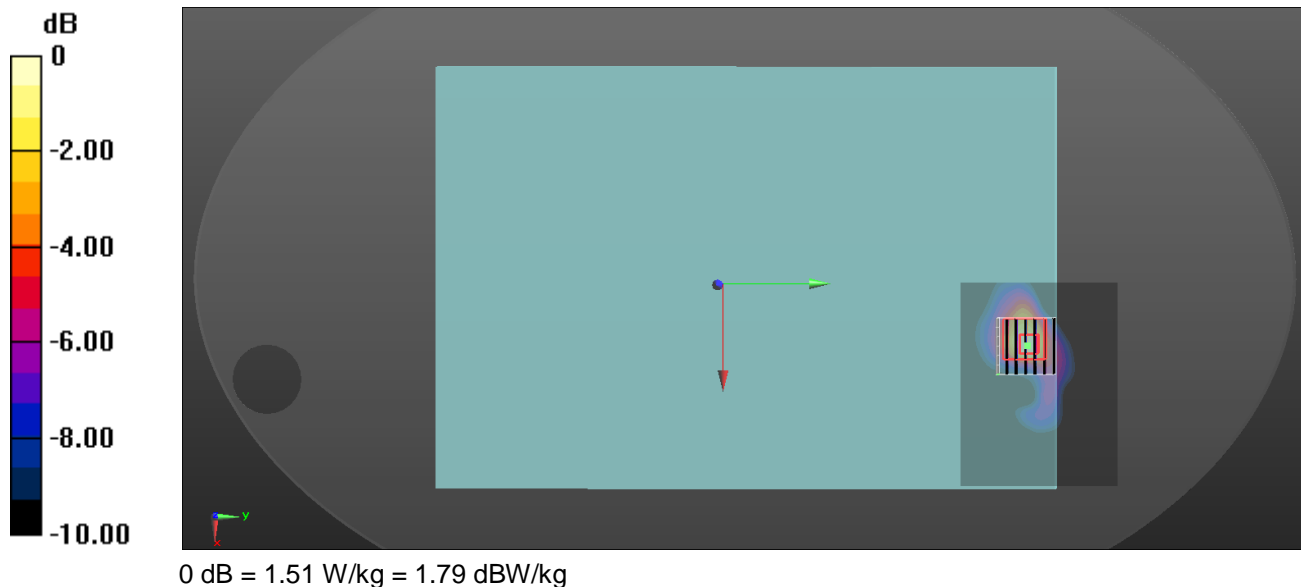 dB
0
-2.00
-4.00
-6.00
-8.00
-10.00
y
x
0 dB = 1.51 W/kg = 1.79 dBW/kg